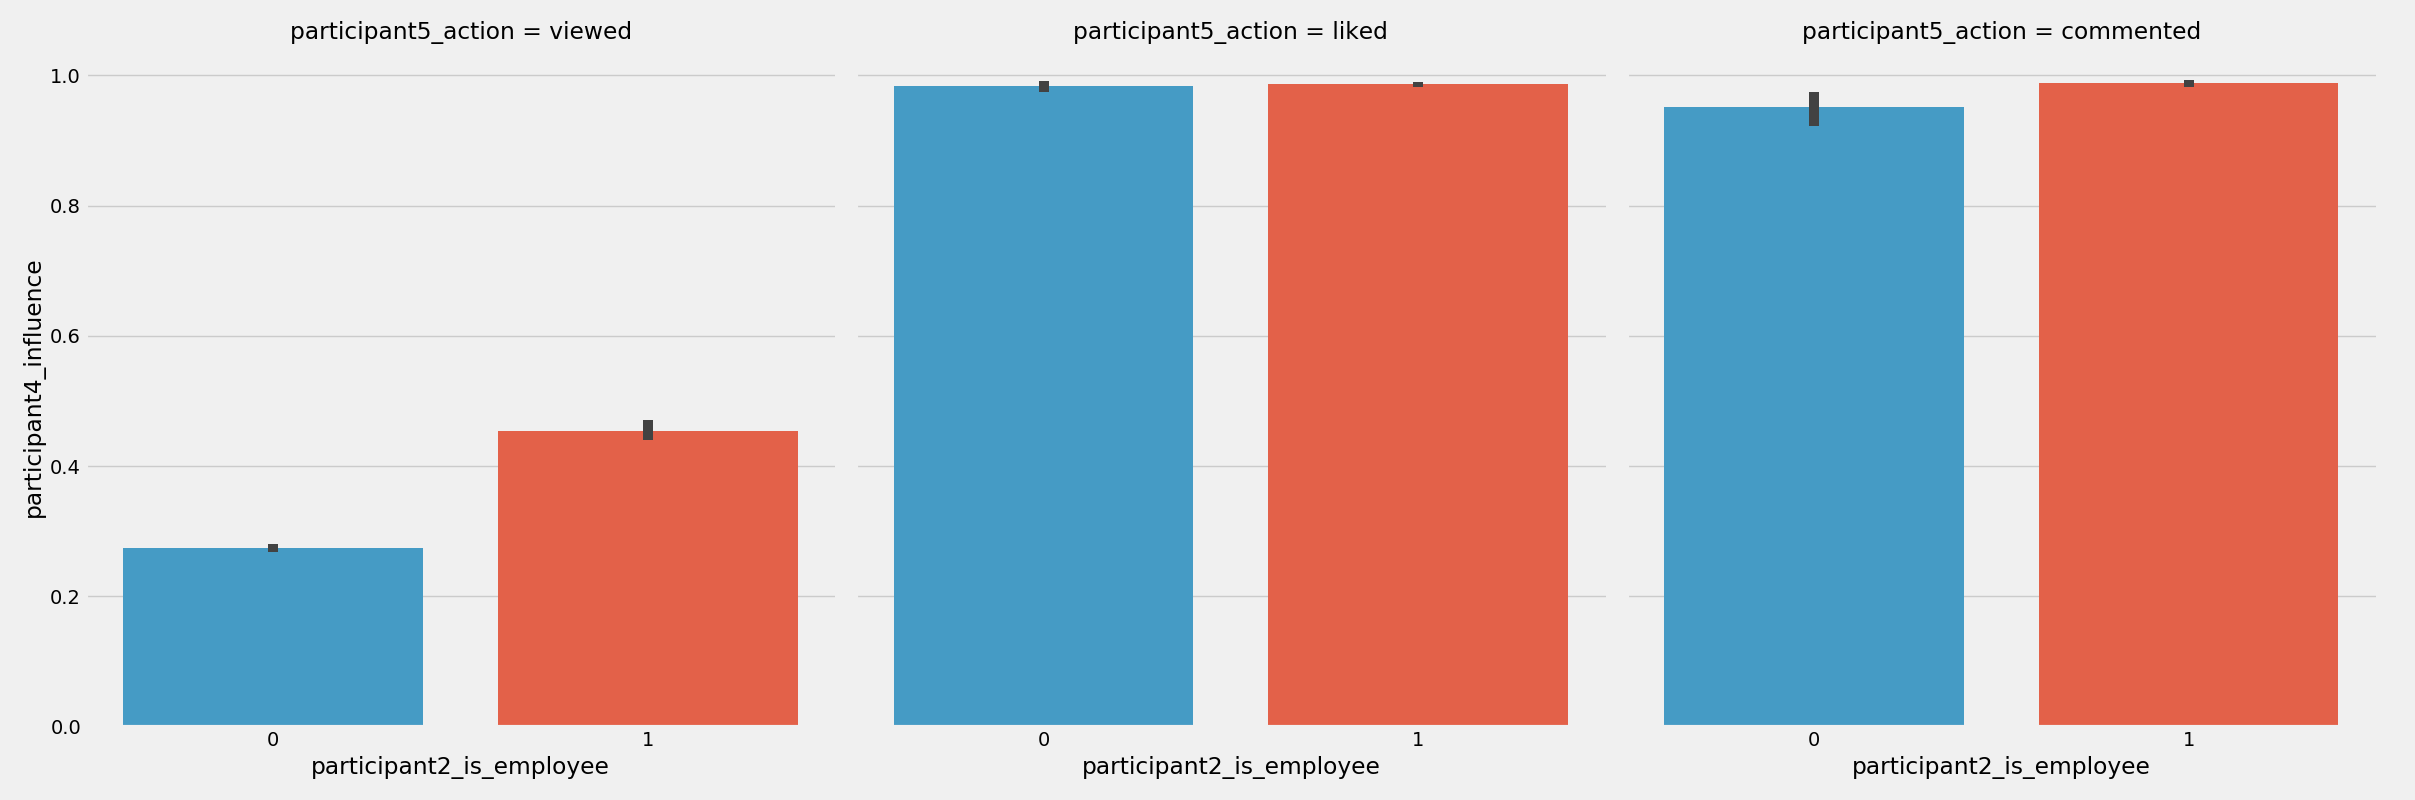 participant5_action = viewed
participant5_action = liked
participant5_action = commented
participant4_influence
1.0
0.8
0.6
0.4
0.2
0.0
0
1
0
1
0
1
participant2_is_employee
participant2_is_employee
participant2_is_employee